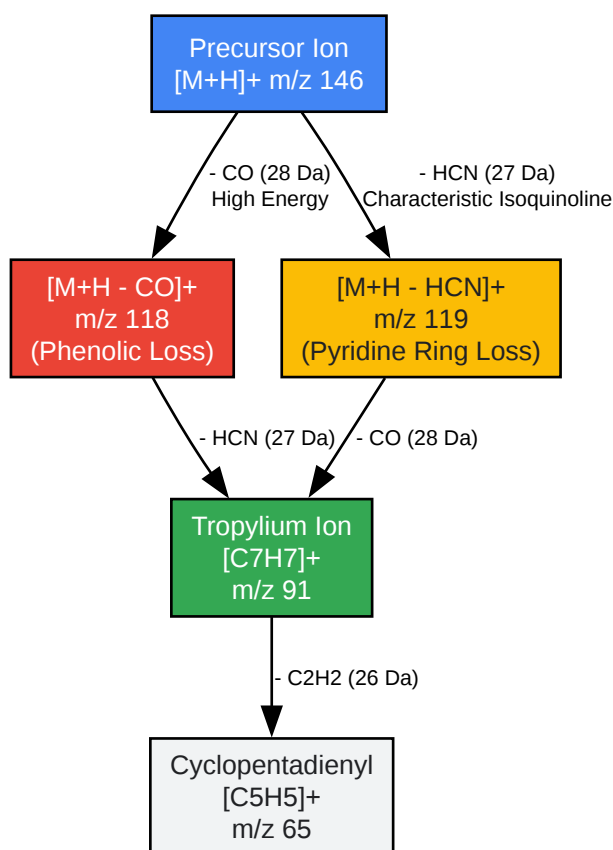 Precursor Ion
[M+H]+ m/z 146
- CO (28 Da)
High Energy
- HCN (27 Da)
Characteristic Isoquinoline
[M+H - CO]+
m/z 118
(Phenolic Loss)
[M+H - HCN]+
m/z 119
(Pyridine Ring Loss)
- HCN (27 Da)
- CO (28 Da)
Tropylium Ion
[C7H7]+
m/z 91
- C2H2 (26 Da)
Cyclopentadienyl
[C5H5]+
m/z 65